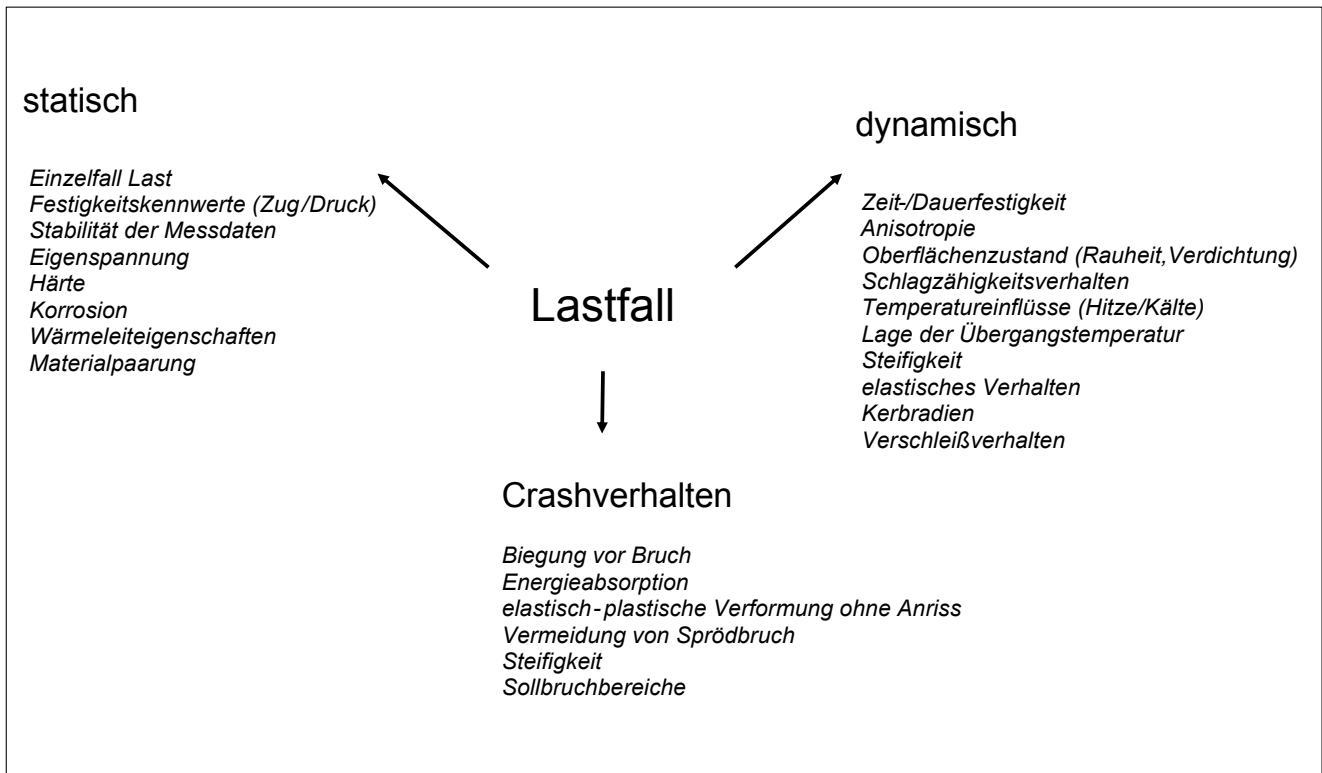 statisch
Einzelfall Last
Festigkeitskennwerte (Zug/Druck)
Stabilität der Messdaten
Eigenspannung
Härte
Korrosion
Wärmeleiteigenschaften
Materialpaarung
dynamisch
Zeit-/Dauerfestigkeit
Anisotropie
Oberflächenzustand (Rauheit,Verdichtung)
Schlagzähigkeitsverhalten
Temperatureinflüsse (Hitze/Kälte)
Lage der Übergangstemperatur
Steifigkeit
elastisches Verhalten
Kerbradien
Verschleißverhalten
Lastfall
Crashverhalten
Biegung vor Bruch
Energieabsorption
elastisch-plastische Verformung ohne Anriss
Vermeidung von Sprödbruch
Steifigkeit
Sollbruchbereiche